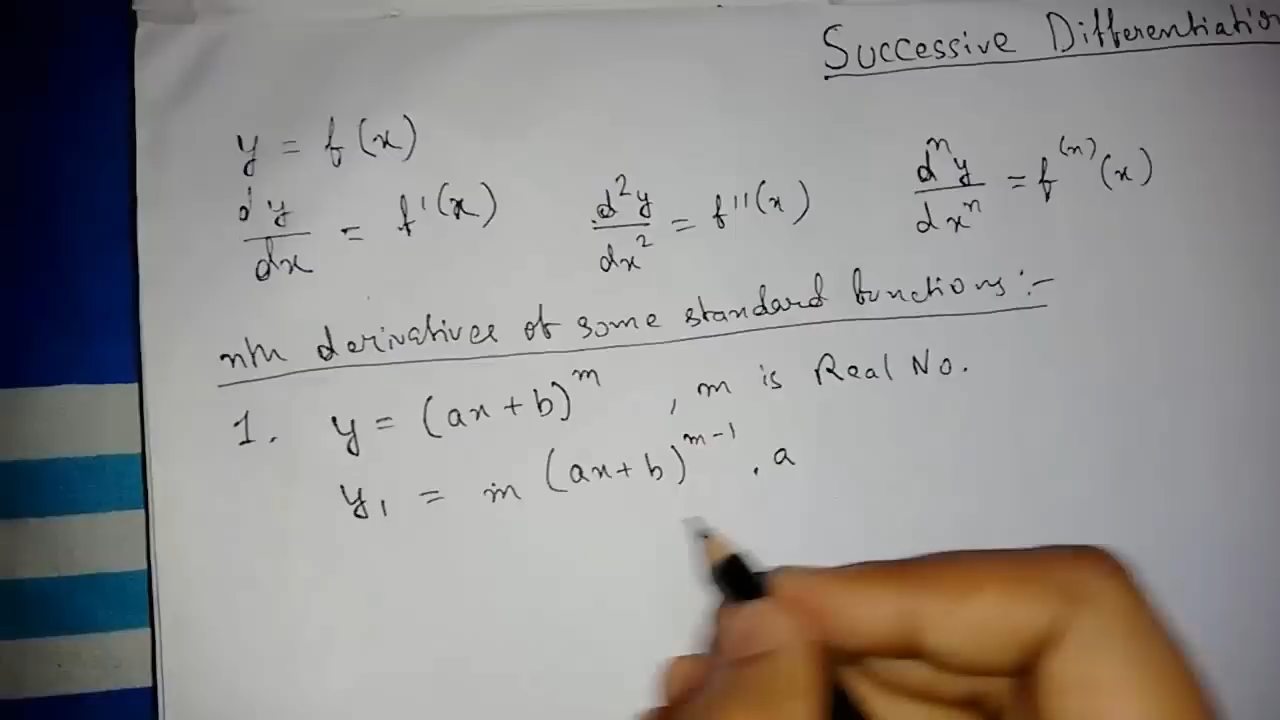 Successive Differentiation
y = f(x)
dy/dx = f'(x) d²y/dx² = f''(x) dⁿy/dxⁿ = f⁽ⁿ⁾(x)
nth derivatives of some standard functions :-
1. y = (ax+b)ᵐ , m is Real No.
y₁ = m (ax+b)ᵐ⁻¹ . a